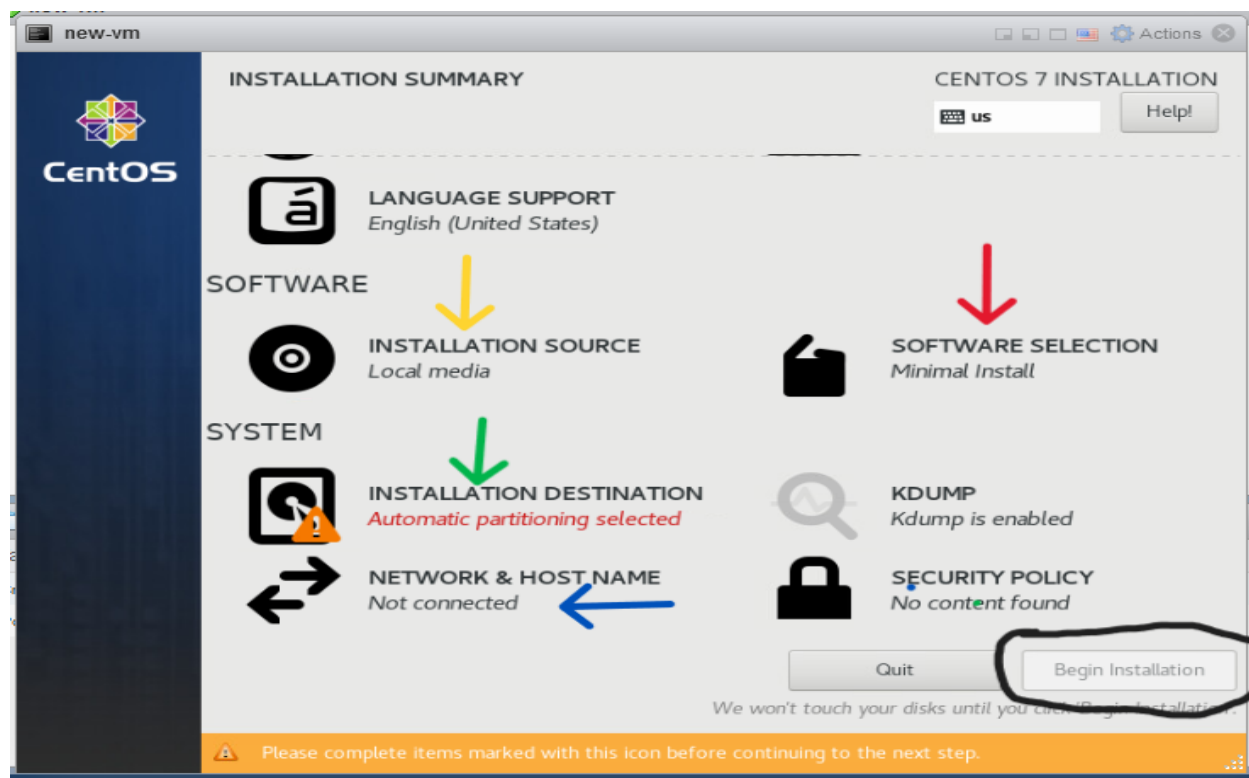 new-vm
Actions
CentOS
INSTALLATION SUMMARY
CENTOS 7 INSTALLATION
us
Help!
LANGUAGE SUPPORT
English (United States)
SOFTWARE
INSTALLATION SOURCE
Local media
SOFTWARE SELECTION
Minimal Install
SYSTEM
INSTALLATION DESTINATION
Automatic partitioning selected
KDUMP
Kdump is enabled
NETWORK & HOST NAME
Not connected
SECURITY POLICY
No content found
Quit
Begin Installation
We won't touch your disks until you click 'Begin Installation'.
Please complete items marked with this icon before continuing to the next step.